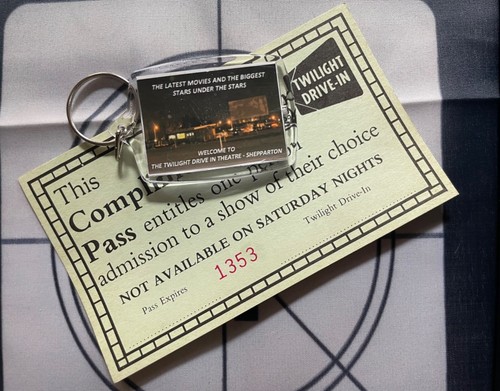 THE LATEST MOVIES AND THE BIGGEST
STARS UNDER THE STARS
WELCOME TO
THE TWILIGHT DRIVE IN THEATRE - SHEPPARTON
TWILIGHT
DRIVE-IN
This
Pass entitles one
admission to a show of their choice
NOT AVAILABLE ON SATURDAY NIGHTS
Pass Expires
Twilight Drive-In
1353